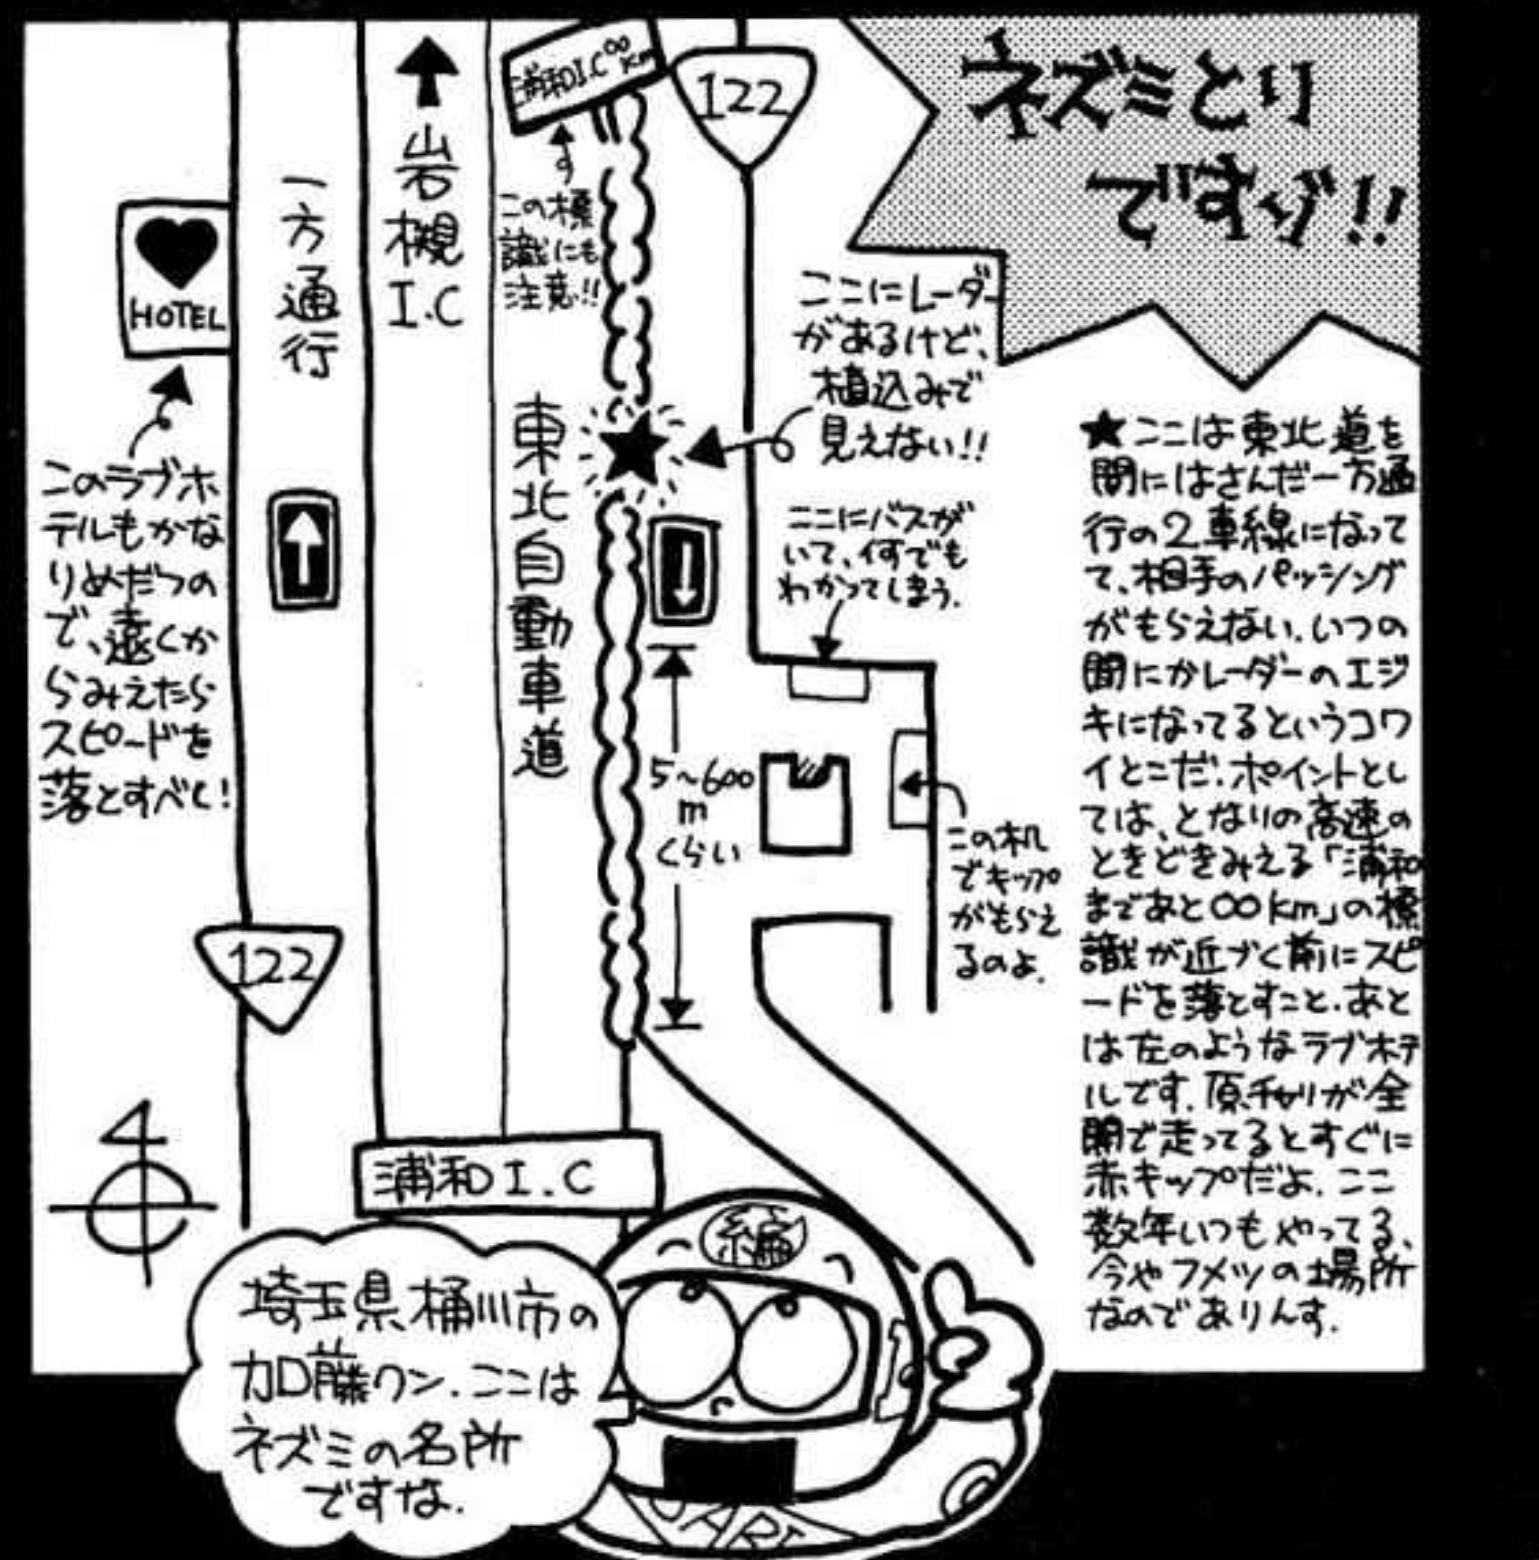 ネズミとり
ですゾ!!
浦和I.C○○Km
122
↑
岩槻I.C
一方通行
この標
識にも
注意!!
HOTEL
ここにレーダー
があるけど、
植込みで
見えない!!
東北自動車道
このラブホ
テルもかな
りめだつの
で、遠くか
らみえたら
スピードを
落とすべし!
↑
↓
ここにバスが
いて、何でも
わかってしまう.
5～600
m
くらい
この机
でキップ
がもらえ
るのよ.
122
浦和I.C
★ここは東北道を
間にはさんだ一方通
行の2車線になって
て、相手のパッシング
がもらえない.いつの
間にかレーダーのエジ
キになってるというコワ
イとこだ.ポイントとし
ては、となりの高速の
ときどきみえる「浦和
まであと○○Km」の標
識が近づく前にスピ
ードを落とすこと.あと
は左のようなラブホテ
ルです.原チャリが全
開で走ってるとすぐに
赤キップだよ.ここ
数年いつもやってる、
今やフメツの場所
なのでありんす.
編
埼玉県桶川市の
加藤クン.ここは
ネズミの名所
ですな.